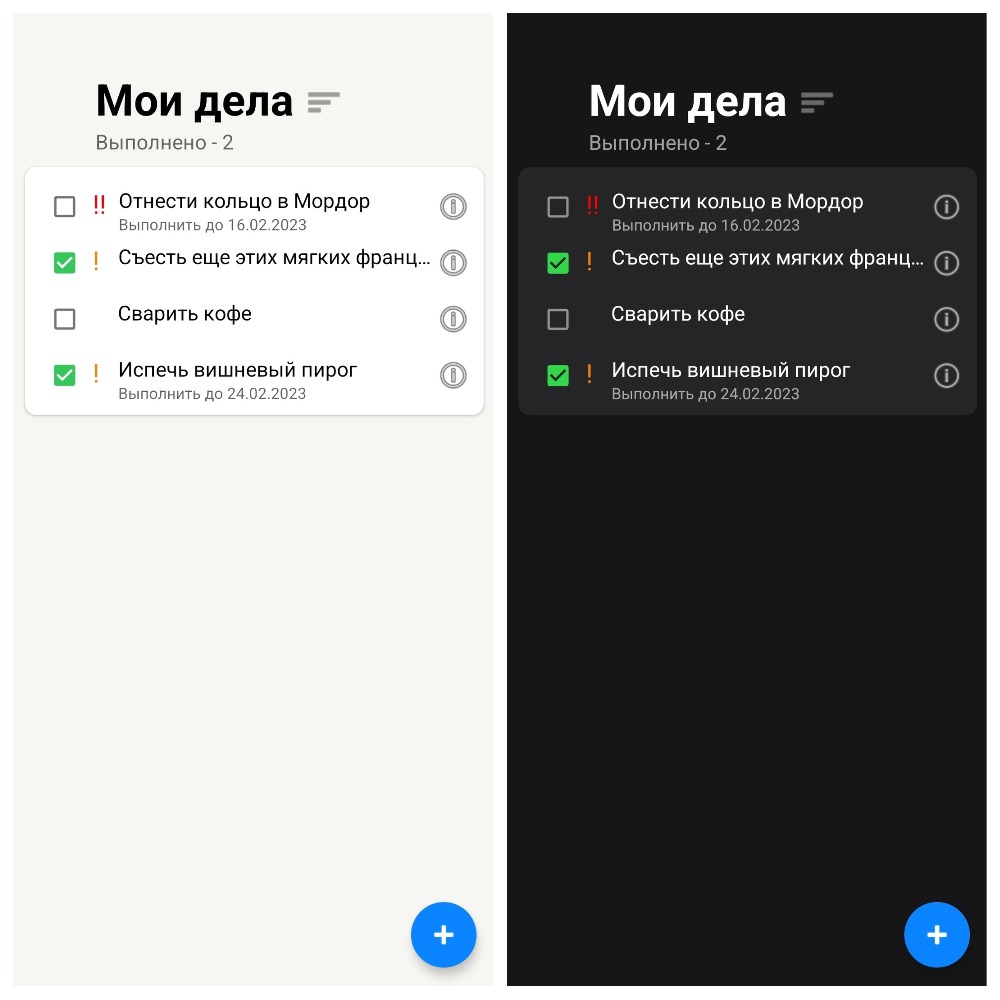 Мои дела
Выполнено - 2
!! Отнести кольцо в Мордор
Выполнить до 16.02.2023
! Съесть еще этих мягких франц...
Сварить кофе
! Испечь вишневый пирог
Выполнить до 24.02.2023
Мои дела
Выполнено - 2
!! Отнести кольцо в Мордор
Выполнить до 16.02.2023
! Съесть еще этих мягких франц...
Сварить кофе
! Испечь вишневый пирог
Выполнить до 24.02.2023